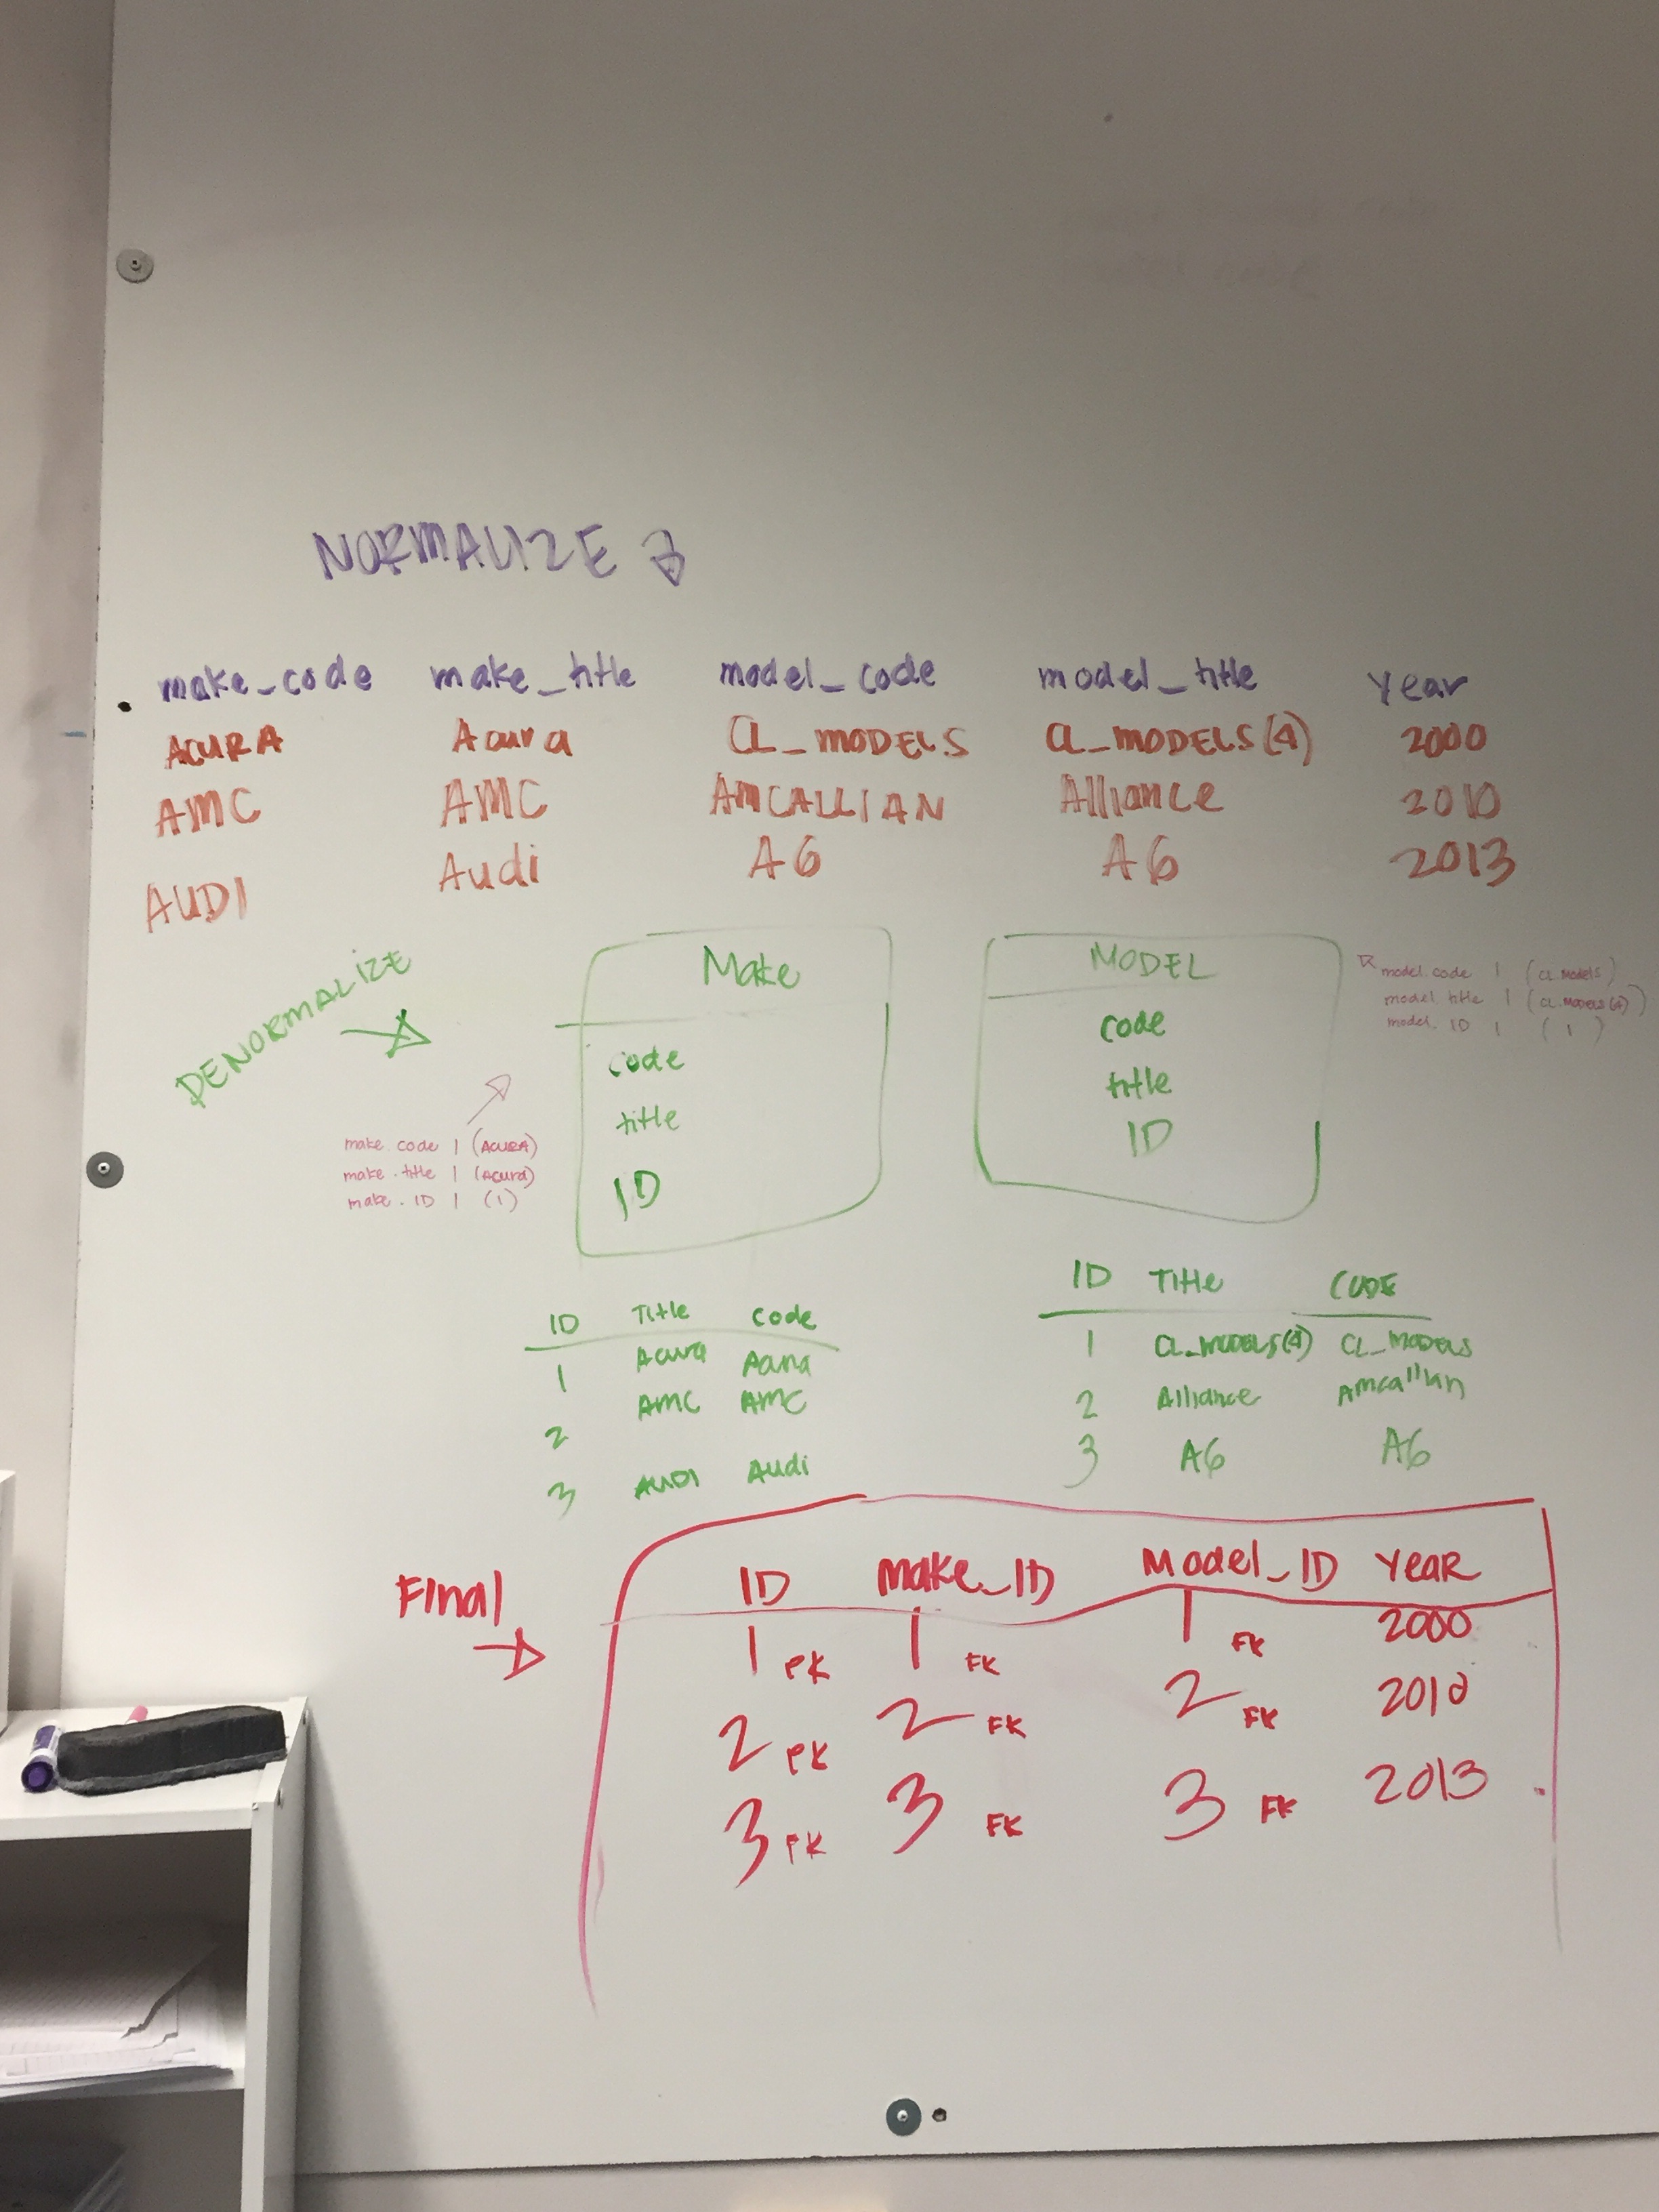 NORMALIZE
make_code make_title model_code model_title year
ACURA Acura CL_MODELS CL_MODELS(4) 2000
AMC AMC AMCALLIAN Alliance 2010
AUDI Audi A6 A6 2013
DENORMALIZE
Make
code
title
ID
MODEL
code
title
ID
model.code | (CL_Models)
model.title | (CL_MODELS(4))
model.ID | (1)
make.code | (ACURA)
make.title | (Acura)
make.ID | (1)
ID Title Code
1 Acura Acura
2 AMC AMC
3 AUDI Audi
ID Title CODE
1 CL_MODELS(4) CL_MODELS
2 Alliance Amcallian
3 A6 A6
Final
ID Make_ID Model_ID Year
1 PK 1 FK 1 FK 2000
2 PK 2 FK 2 FK 2010
3 PK 3 FK 3 FK 2013